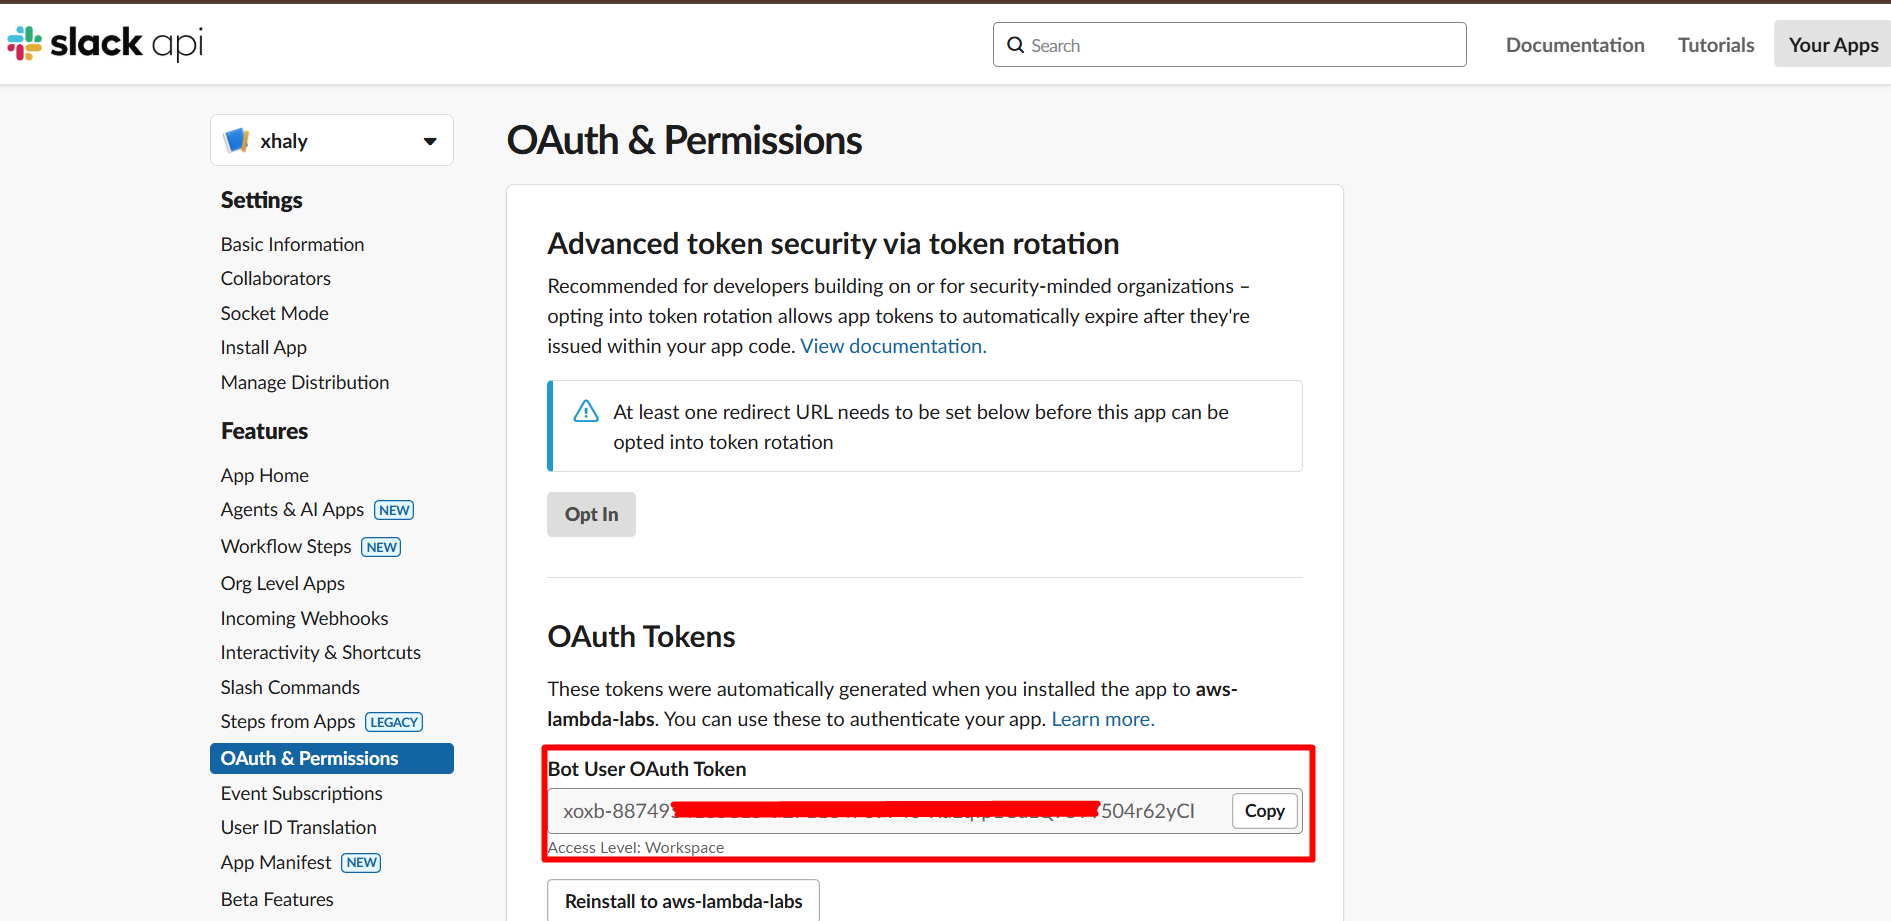 slack api
Search
Documentation
Tutorials
Your Apps
xhaly
Settings
Basic Information
Collaborators
Socket Mode
Install App
Manage Distribution
Features
App Home
Agents & AI Apps NEW
Workflow Steps NEW
Org Level Apps
Incoming Webhooks
Interactivity & Shortcuts
Slash Commands
Steps from Apps LEGACY
OAuth & Permissions
Event Subscriptions
User ID Translation
App Manifest NEW
Beta Features
OAuth & Permissions
Advanced token security via token rotation
Recommended for developers building on or for security-minded organizations –
opting into token rotation allows app tokens to automatically expire after they're
issued within your app code. View documentation.
At least one redirect URL needs to be set below before this app can be
opted into token rotation
Opt In
OAuth Tokens
These tokens were automatically generated when you installed the app to aws-
lambda-labs. You can use these to authenticate your app. Learn more.
Bot User OAuth Token
Copy
Access Level: Workspace
Reinstall to aws-lambda-labs